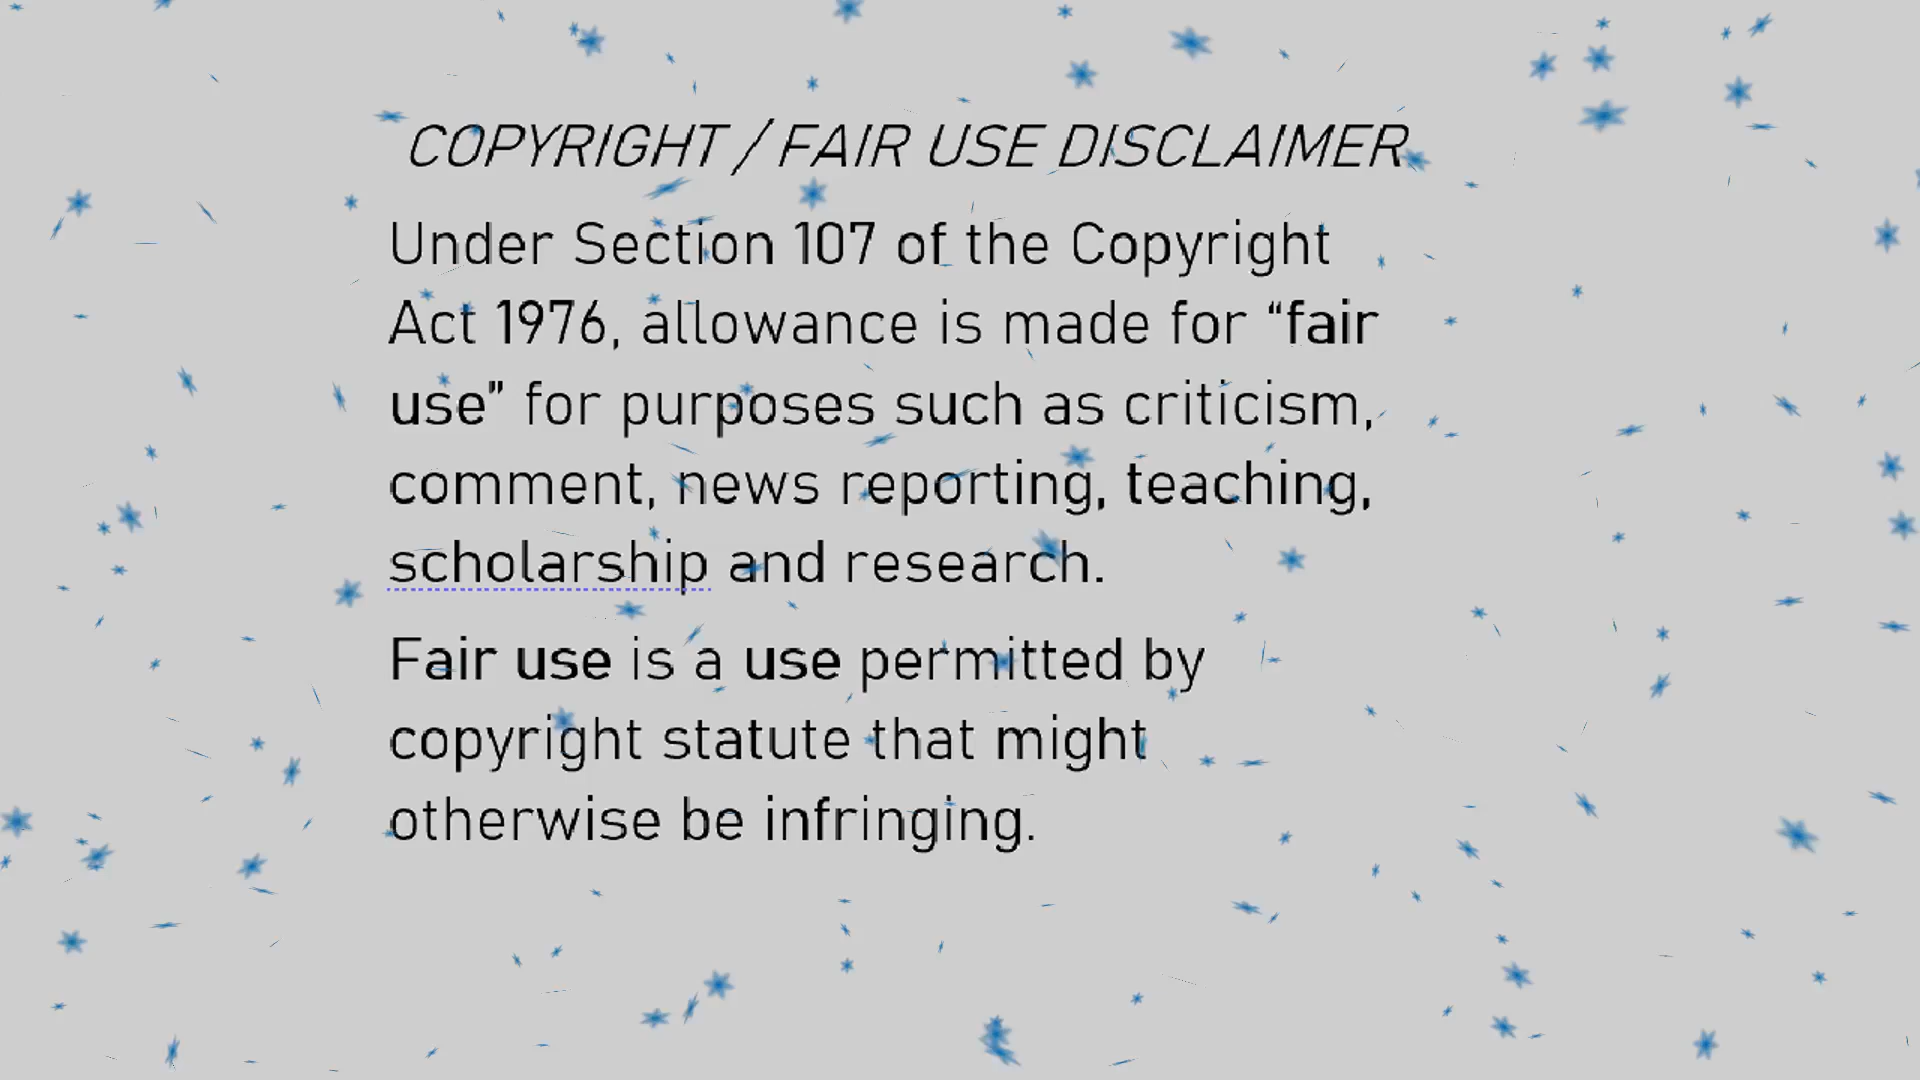 COPYRIGHT / FAIR USE DISCLAIMER
Under Section 107 of the Copyright
Act 1976, allowance is made for “fair
use” for purposes such as criticism,
comment, news reporting, teaching,
scholarship and research.
Fair use is a use permitted by
copyright statute that might
otherwise be infringing.